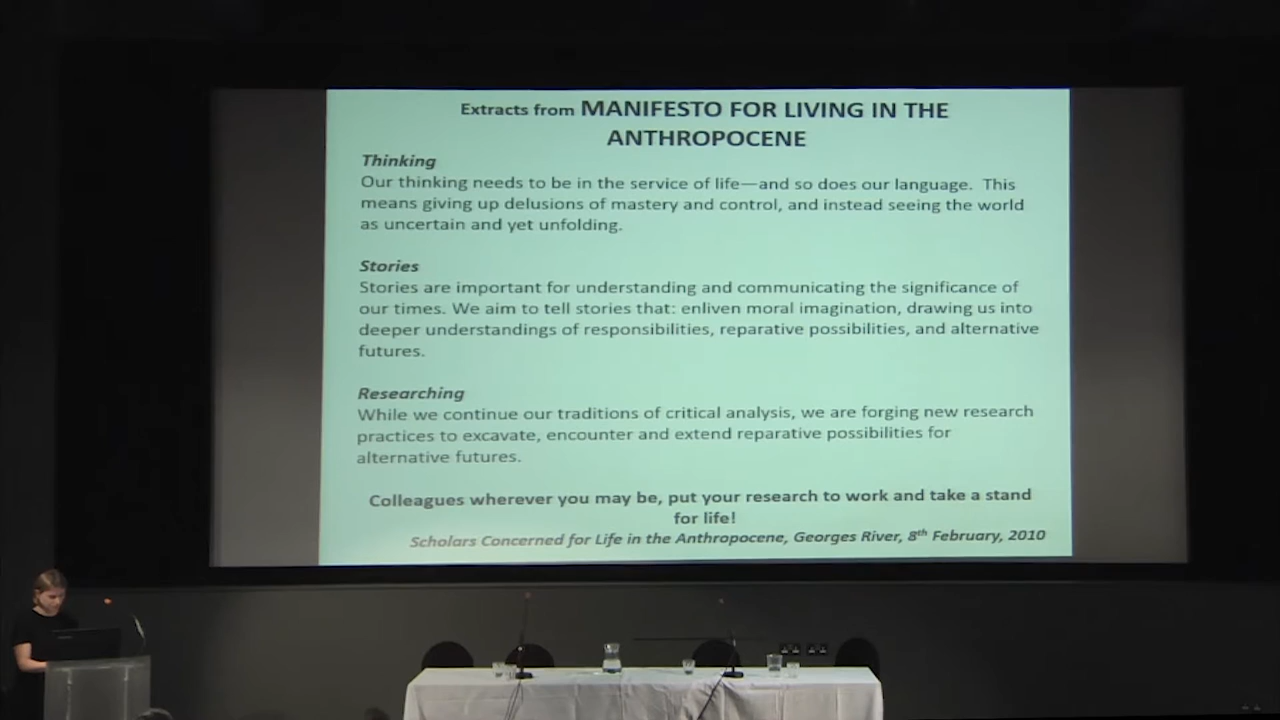 Extracts from MANIFESTO FOR LIVING IN THE
ANTHROPOCENE
Thinking
Our thinking needs to be in the service of life—and so does our language. This
means giving up delusions of mastery and control, and instead seeing the world
as uncertain and yet unfolding.
Stories
Stories are important for understanding and communicating the significance of
our times. We aim to tell stories that: enliven moral imagination, drawing us into
deeper understandings of responsibilities, reparative possibilities, and alternative
futures.
Researching
While we continue our traditions of critical analysis, we are forging new research
practices to excavate, encounter and extend reparative possibilities for
alternative futures.
Colleagues wherever you may be, put your research to work and take a stand
for life!
Scholars Concerned for Life in the Anthropocene, Georges River, 8th February, 2010